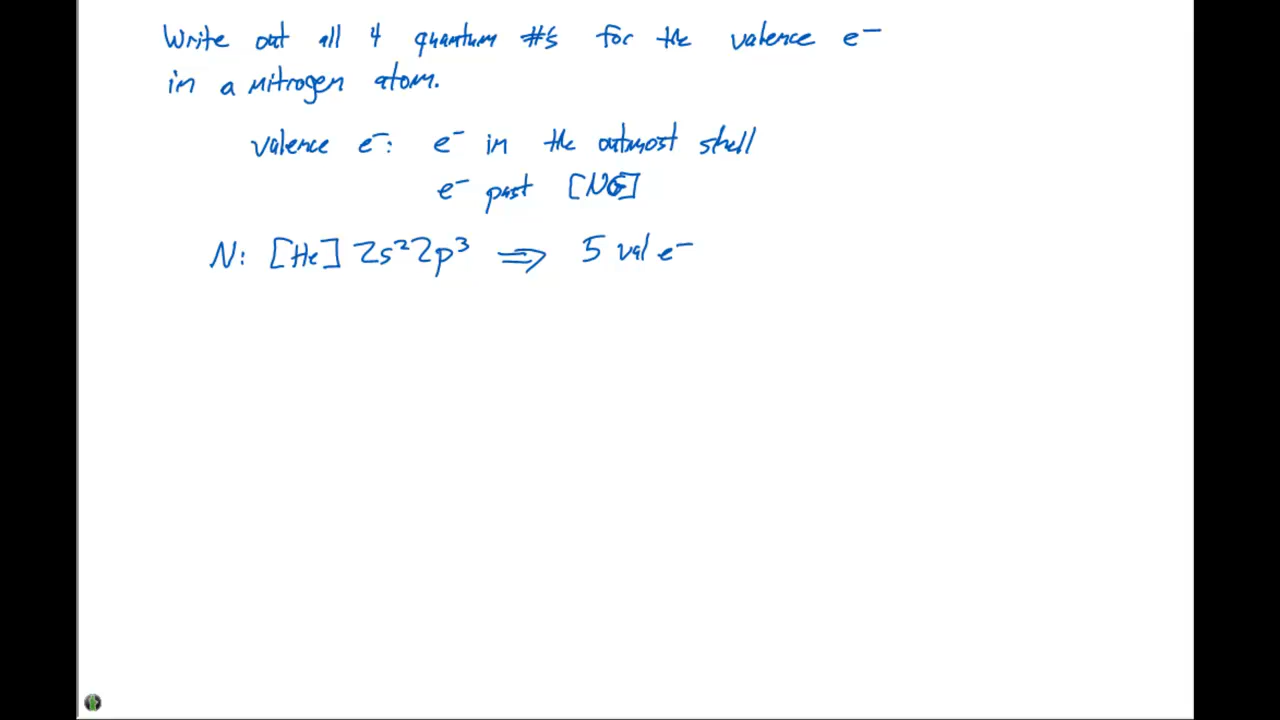 Write out all 4 quantum #s for the valence e⁻
in a nitrogen atom.
valence e⁻: e⁻ in the outmost shell
e⁻ past [NG]
N: [He] 2s²2p³ ⇒ 5 val e⁻